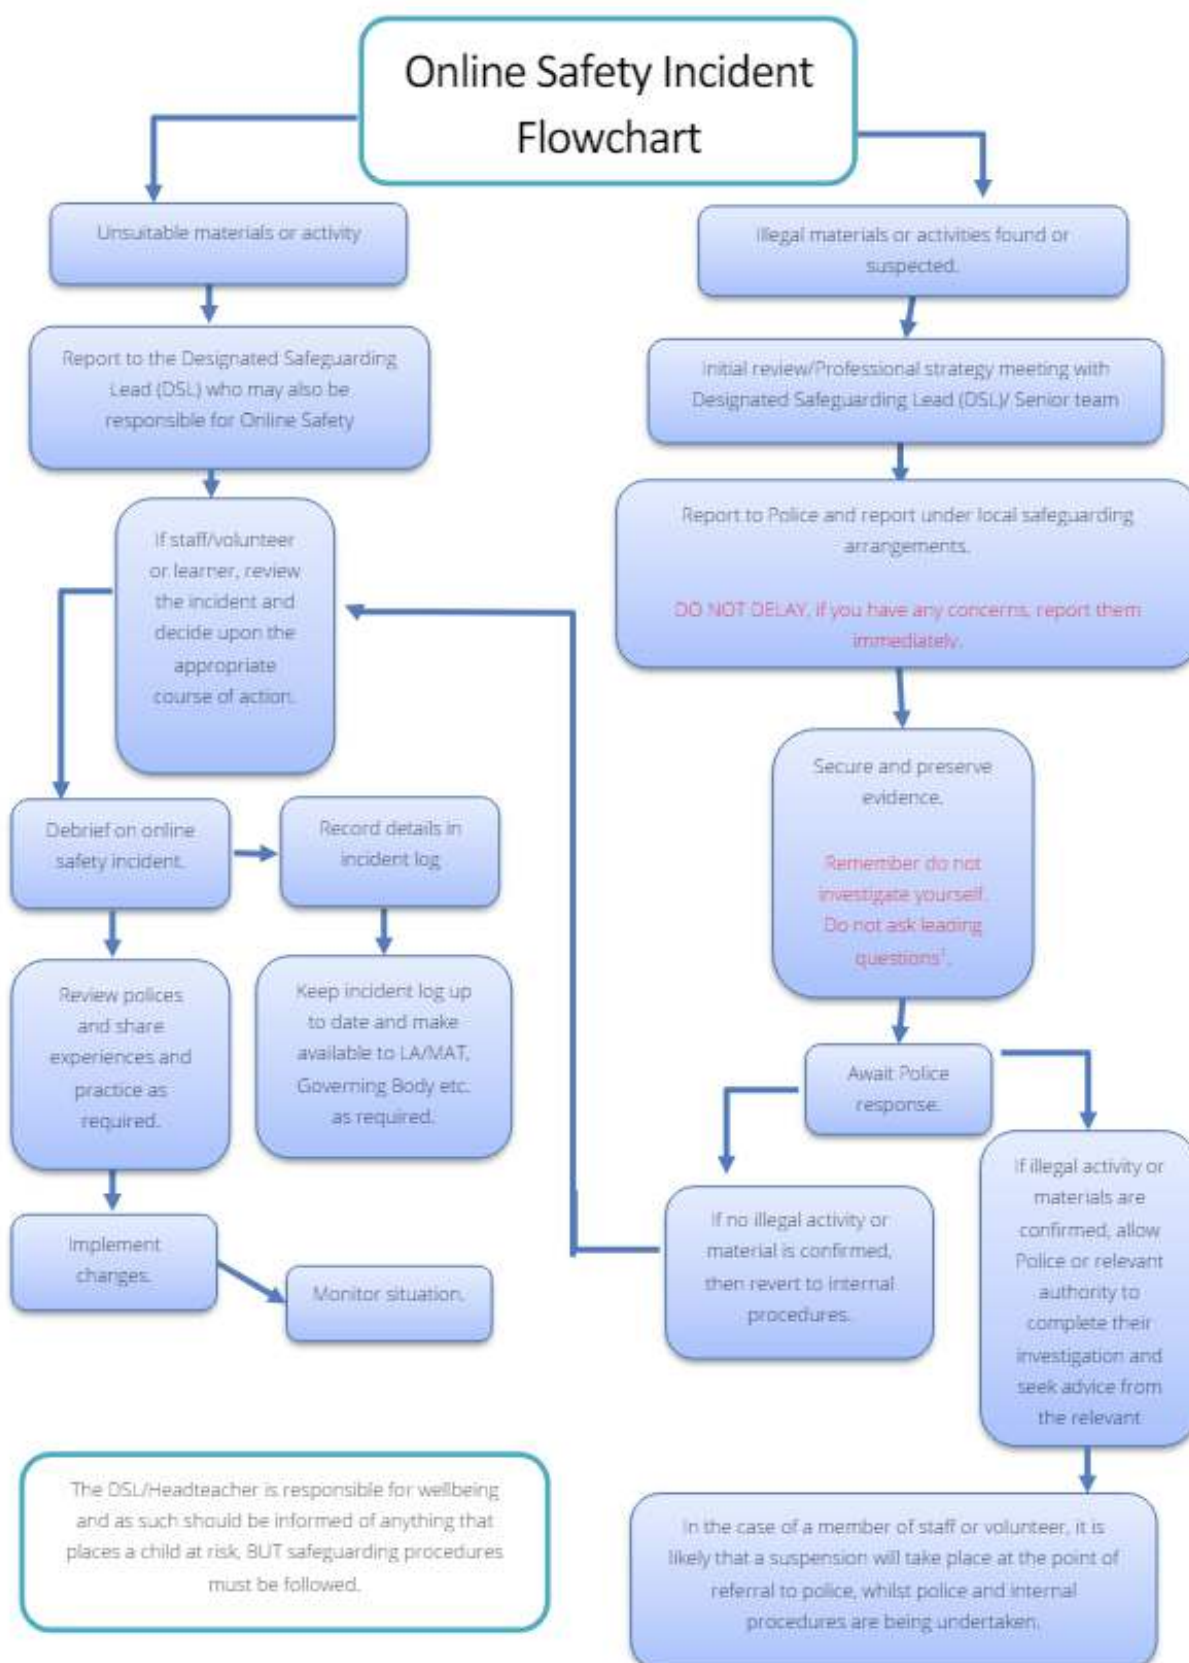 Online Safety Incident
Flowchart
Unsuitable materials or activity
Report to the Designated Safeguarding
Lead (DSL) who may also be
responsible for Online Safety
If staff/volunteer
or learner, review
the incident and
decide upon the
appropriate
course of action.
Debrief on online
safety incident.
Record details in
incident log
Review polices
and share
experiences and
practice as
required.
Keep incident log up
to date and make
available to LA/MAT,
Governing Body etc.
as required.
Implement
changes.
Monitor situation.
Illegal materials or activities found or
suspected.
Initial review/Professional strategy meeting with
Designated Safeguarding Lead (DSL)/ Senior team
Report to Police and report under local safeguarding
arrangements.
DO NOT DELAY, if you have any concerns, report them
immediately.
Secure and preserve
evidence.
Remember do not
investigate yourself.
Do not ask leading
questions¹.
Await Police
response.
If no illegal activity or
material is confirmed,
then revert to internal
procedures.
If illegal activity or
materials are
confirmed, allow
Police or relevant
authority to
complete their
investigation and
seek advice from
the relevant
In the case of a member of staff or volunteer, it is
likely that a suspension will take place at the point of
referral to police, whilst police and internal
procedures are being undertaken.
The DSL/Headteacher is responsible for wellbeing
and as such should be informed of anything that
places a child at risk, BUT safeguarding procedures
must be followed.